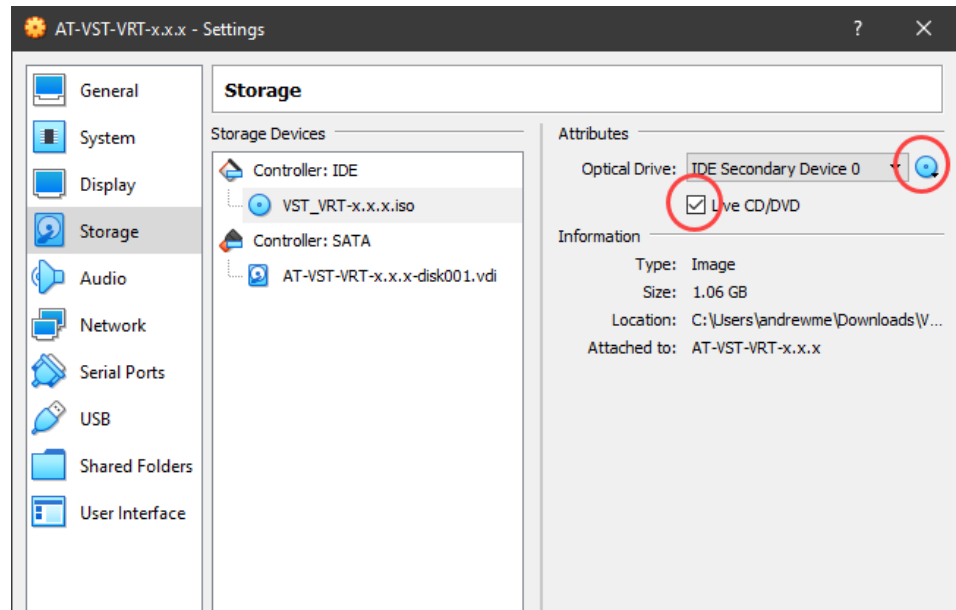 AT-VST-VRT-x.x.x - Settings
?
General
System
Display
Storage
Audio
Network
Serial Ports
USB
Shared Folders
User Interface
Storage
Storage Devices
Controller: IDE
VST_VRT-x.x.x.iso
Controller: SATA
AT-VST-VRT-x.x.x-disk001.vdi
Attributes
Optical Drive: IDE Secondary Device 0
Live CD/DVD
Information
Type: Image
Size: 1.06 GB
Location: C:\Users\andrewme\Downloads\V...
Attached to: AT-VST-VRT-x.x.x